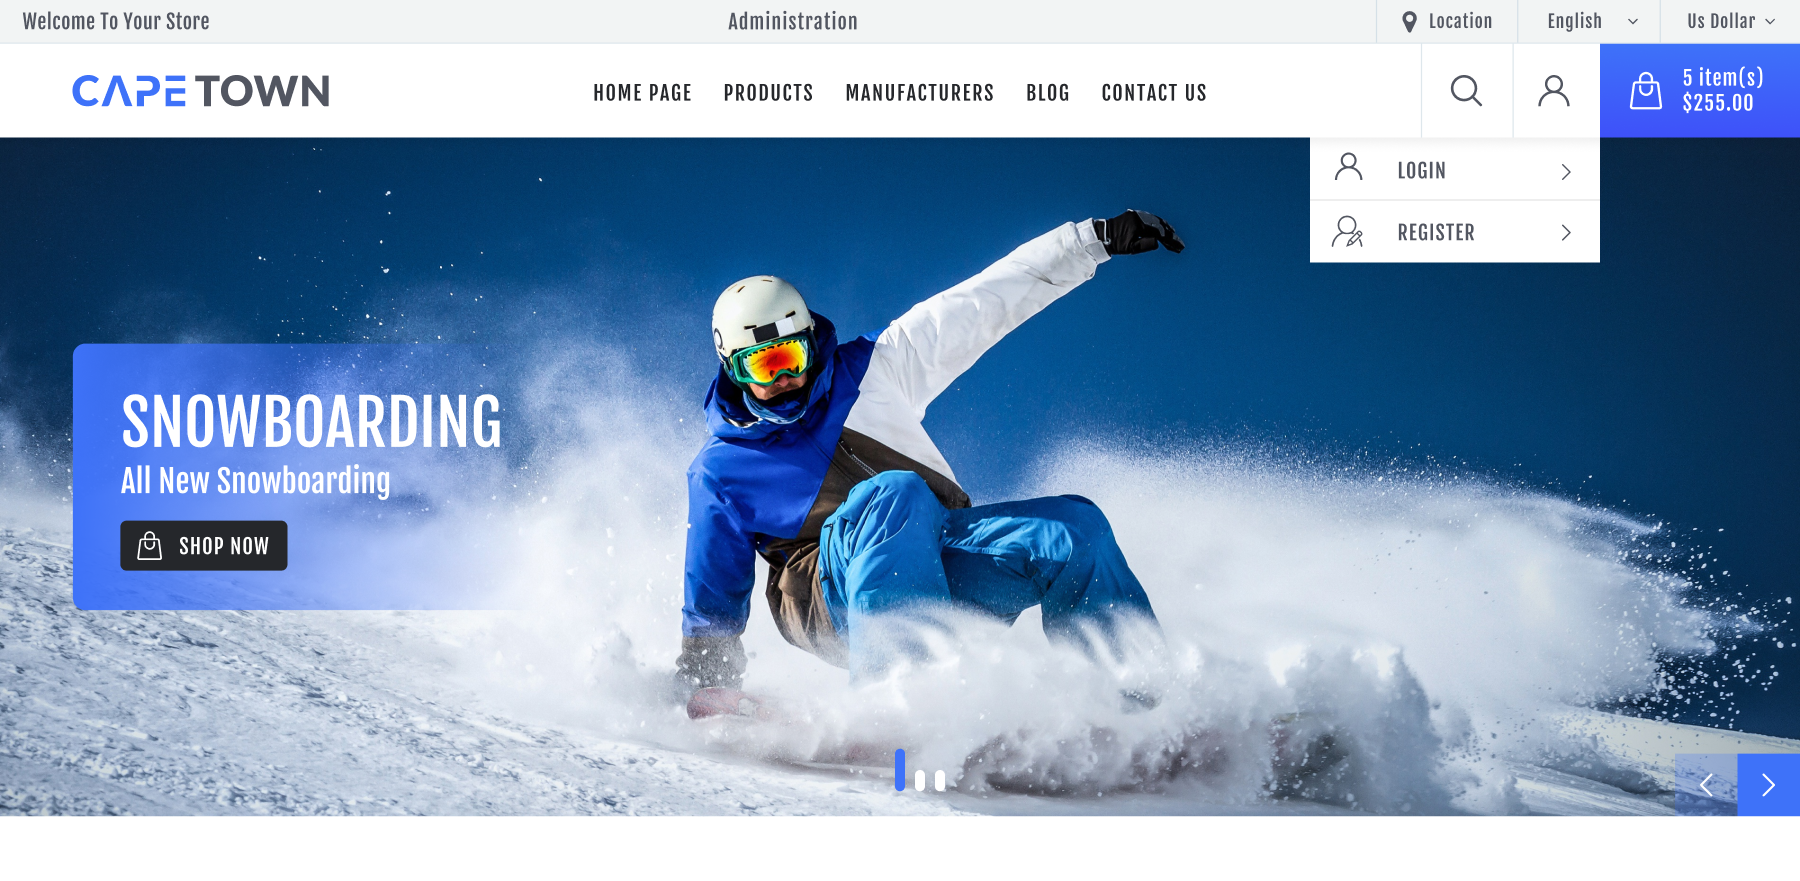 Welcome To Your Store
Administration
Location
English
Us Dollar
CAPE TOWN
HOME PAGE
PRODUCTS
MANUFACTURERS
BLOG
CONTACT US
5 item(s)
$255.00
LOGIN
REGISTER
SNOWBOARDING
All New Snowboarding
SHOP NOW